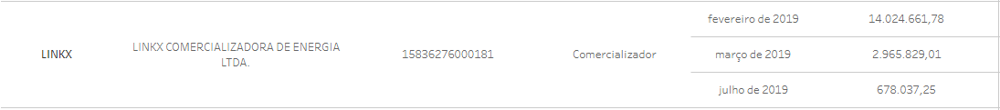 fevereiro de 2019 14.024.661,78
LINKX COMERCIALIZADORA DE ENERGIA
LINKX 15836276000181 Comercializador março de 2019 2.965.829,01
LTDA.
julho de 2019 678.037,25